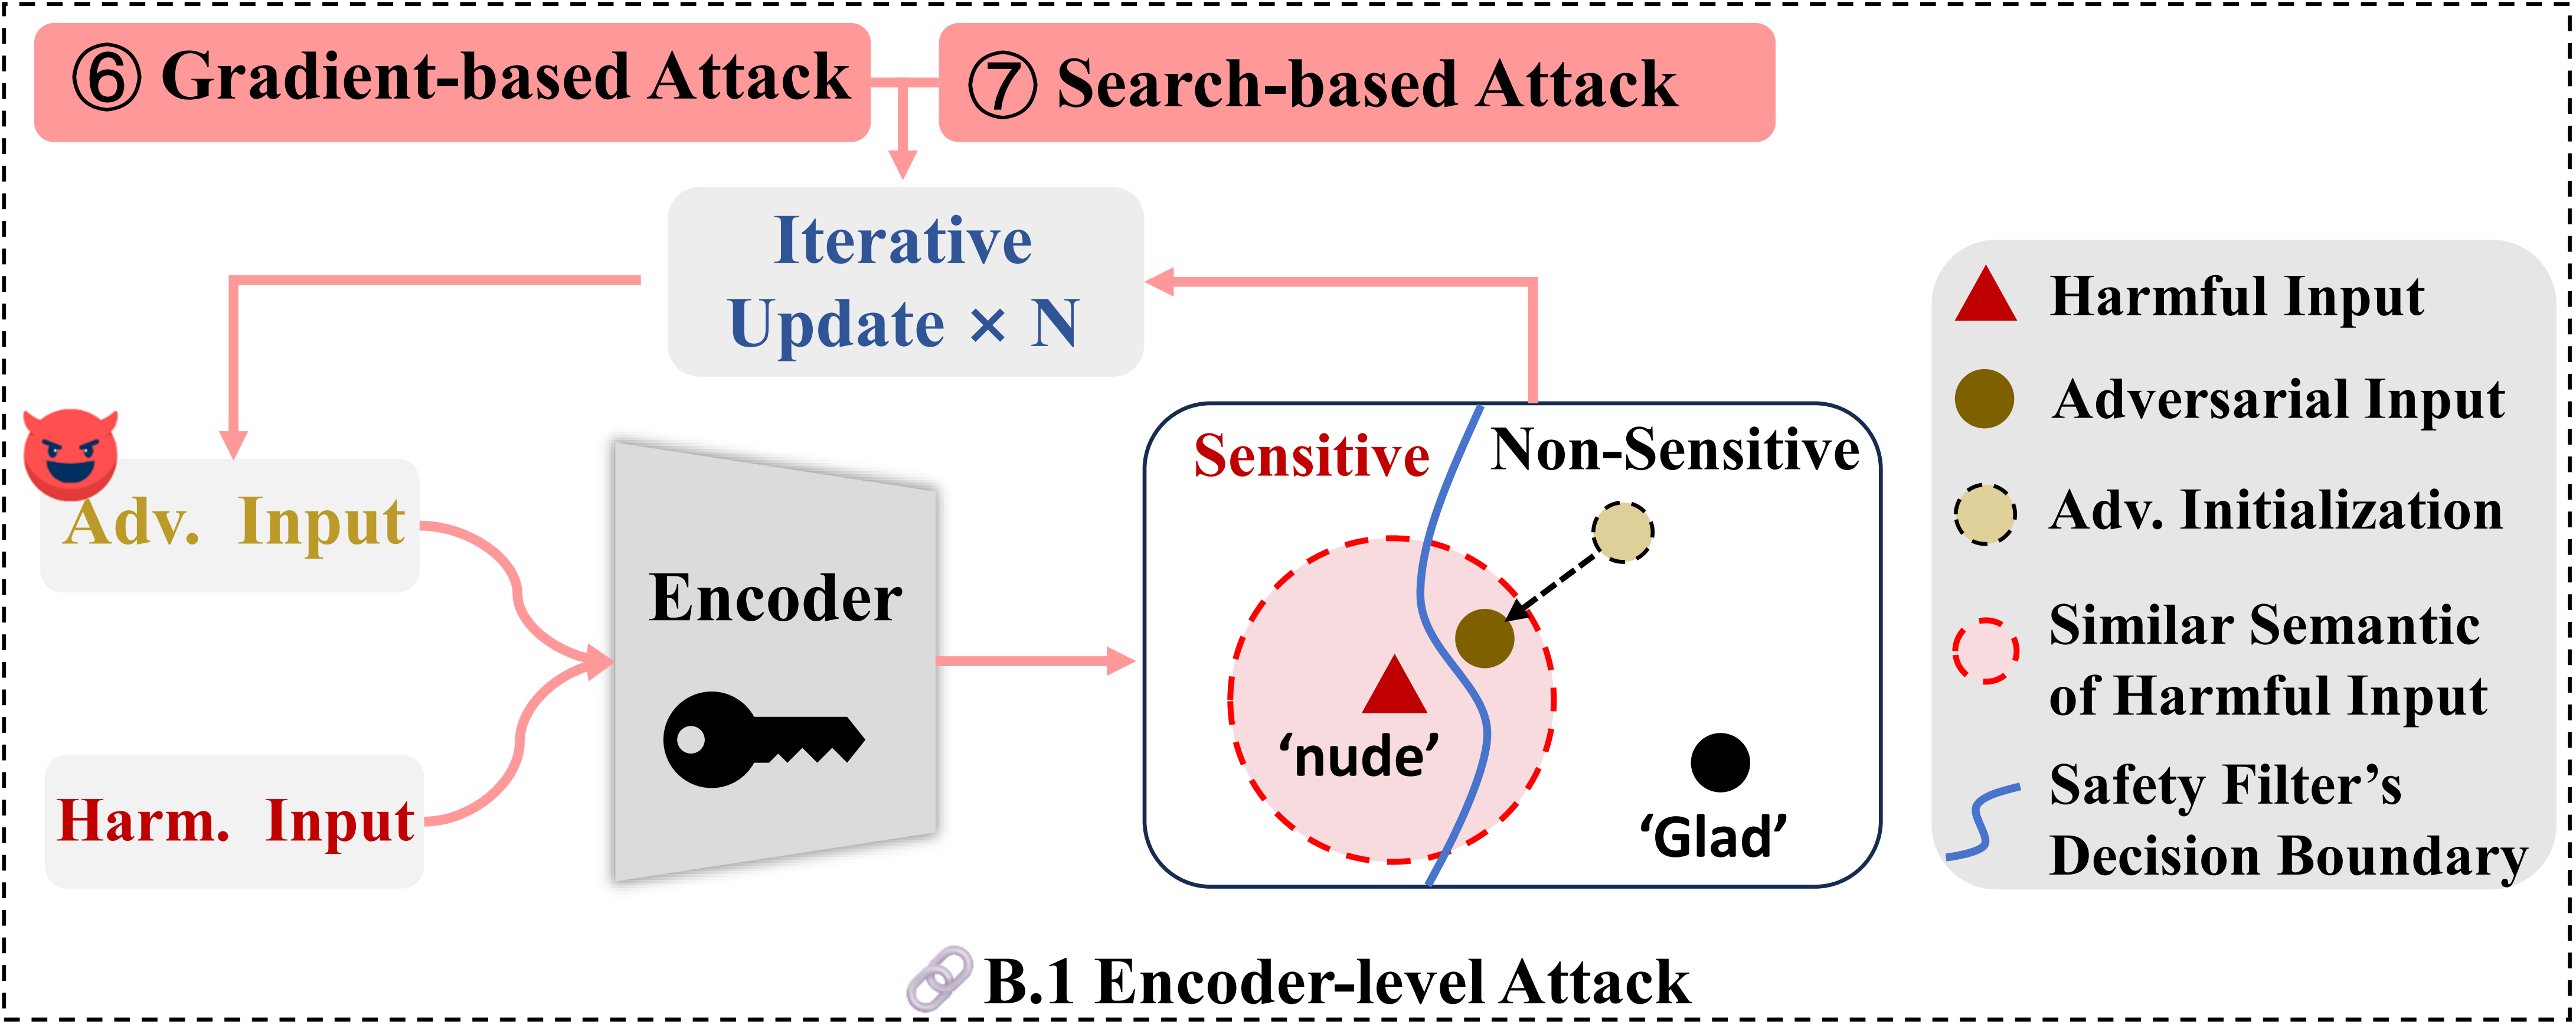 ⑥ Gradient-based Attack
⑦ Search-based Attack
Iterative
Update × N
Adv. Input
Harm. Input
Encoder
Sensitive
Non-Sensitive
‘nude’
‘Glad’
Harmful Input
Adversarial Input
Adv. Initialization
Similar Semantic
of Harmful Input
Safety Filter’s
Decision Boundary
B.1 Encoder-level Attack